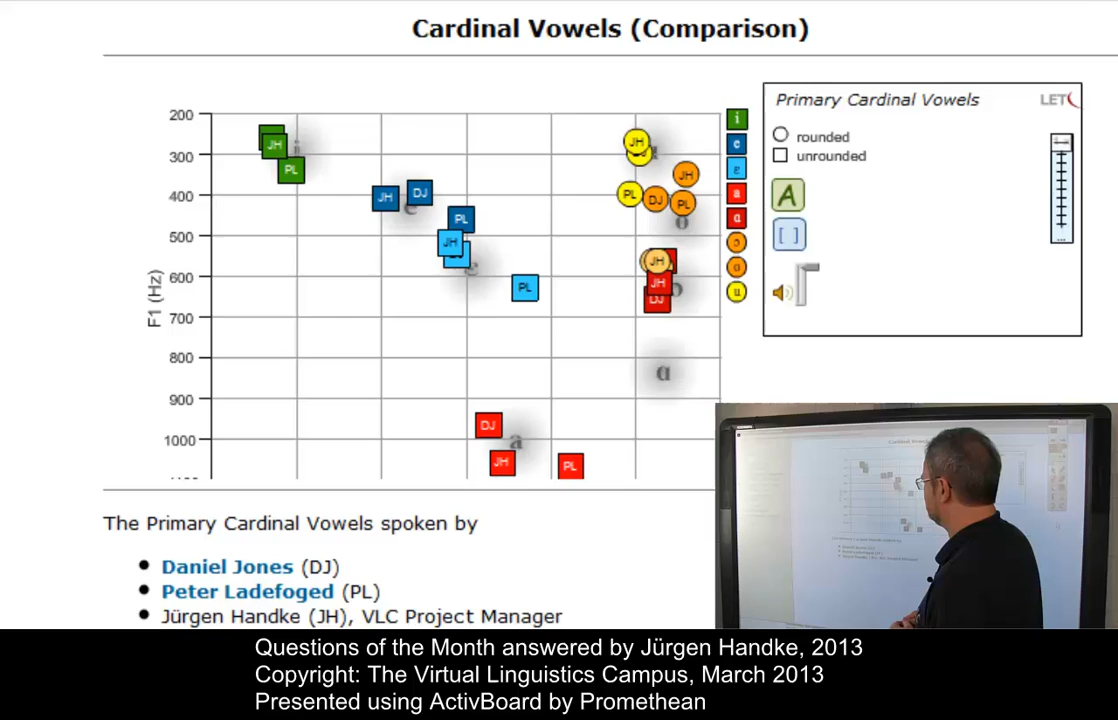 Cardinal Vowels (Comparison)
Primary Cardinal Vowels
LET
rounded
unrounded
A
[ ]
i
e
ɛ
a
ɑ
ɔ
o
u
F1 (Hz)
200
300
400
500
600
700
800
900
1000
JH
PL
i
JH
DJ
e
PL
JH
ɛ
PL
JH
PL
JH
DJ
PL
o
JH
JH
DJ
ɑ
DJ
a
JH
PL
The Primary Cardinal Vowels spoken by
• Daniel Jones (DJ)
• Peter Ladefoged (PL)
• Jürgen Handke (JH), VLC Project Manager
Questions of the Month answered by Jürgen Handke, 2013
Copyright: The Virtual Linguistics Campus, March 2013
Presented using ActivBoard by Promethean